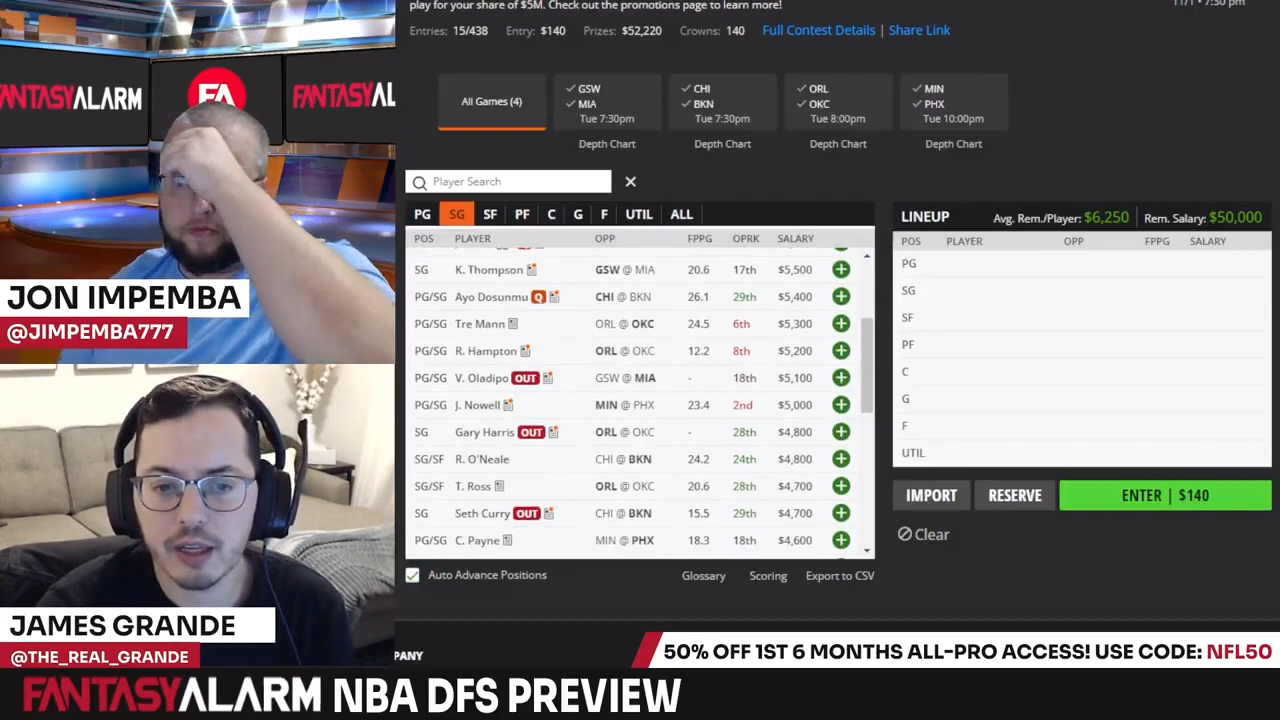 FANTASYALARM
FA
FANTASYAL
JON IMPEMBA
@JIMPEMBA777
JAMES GRANDE
@THE_REAL_GRANDE
play for your share of $5M. Check out the promotions page to learn more!
11/1 • 7:30 pm
Entries: 15/438 Entry: $140 Prizes: $52,220 Crowns: 140 Full Contest Details | Share Link
All Games (4)
GSW
MIA
Tue 7:30pm
Depth Chart
CHI
BKN
Tue 7:30pm
Depth Chart
ORL
OKC
Tue 8:00pm
Depth Chart
MIN
PHX
Tue 10:00pm
Depth Chart
Player Search
PG SG SF PF C G F UTIL ALL
POS PLAYER OPP FPPG OPRK SALARY
SG K. Thompson GSW @ MIA 20.6 17th $5,500
PG/SG Ayo Dosunmu Q CHI @ BKN 26.1 29th $5,400
PG/SG Tre Mann ORL @ OKC 24.5 6th $5,300
PG/SG R. Hampton ORL @ OKC 12.2 8th $5,200
PG/SG V. Oladipo OUT GSW @ MIA - 18th $5,100
PG/SG J. Nowell MIN @ PHX 23.4 2nd $5,000
SG Gary Harris OUT ORL @ OKC - 28th $4,800
SG/SF R. O'Neale CHI @ BKN 24.2 24th $4,800
SG/SF T. Ross ORL @ OKC 20.6 28th $4,700
SG Seth Curry OUT CHI @ BKN 15.5 29th $4,700
PG/SG C. Payne MIN @ PHX 18.3 18th $4,600
Auto Advance Positions Glossary Scoring Export to CSV
LINEUP Avg. Rem./Player: $6,250 Rem. Salary: $50,000
POS PLAYER OPP FPPG SALARY
PG
SG
SF
PF
C
G
F
UTIL
IMPORT RESERVE ENTER | $140
Clear
PANY
50% OFF 1ST 6 MONTHS ALL-PRO ACCESS! USE CODE: NFL50
FANTASYALARM NBA DFS PREVIEW